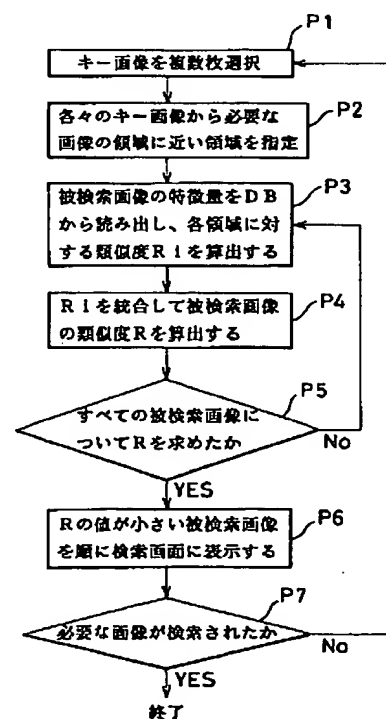 P1
キー画像を複数枚選択
P2
各々のキー画像から必要な
画像の領域に近い領域を指定
P3
被検索画像の特徴量をDB
から読み出し、各領域に対
する類似度Riを算出する
P4
Riを統合して被検索画像
の類似度Rを算出する
P5
すべての被検索画像に
ついてRを求めたか
No
YES
P6
Rの値が小さい被検索画像
を順に検索画面に表示する
P7
必要な画像が検索されたか
No
YES
終了